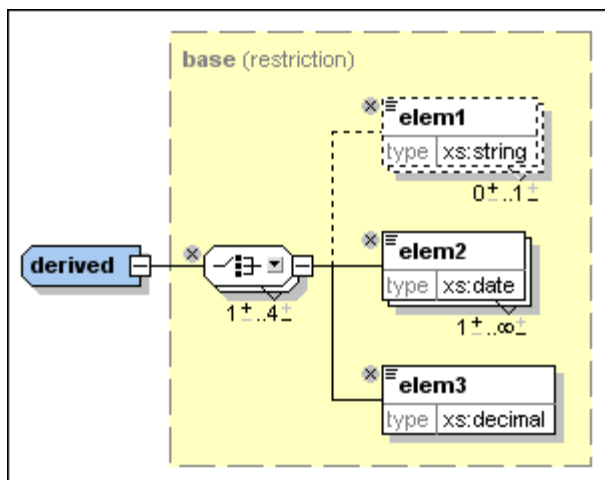 base (restriction)
elem1
type xs:string
0±..1±
derived
1±..4±
elem2
type xs:date
1±..∞±
elem3
type xs:decimal